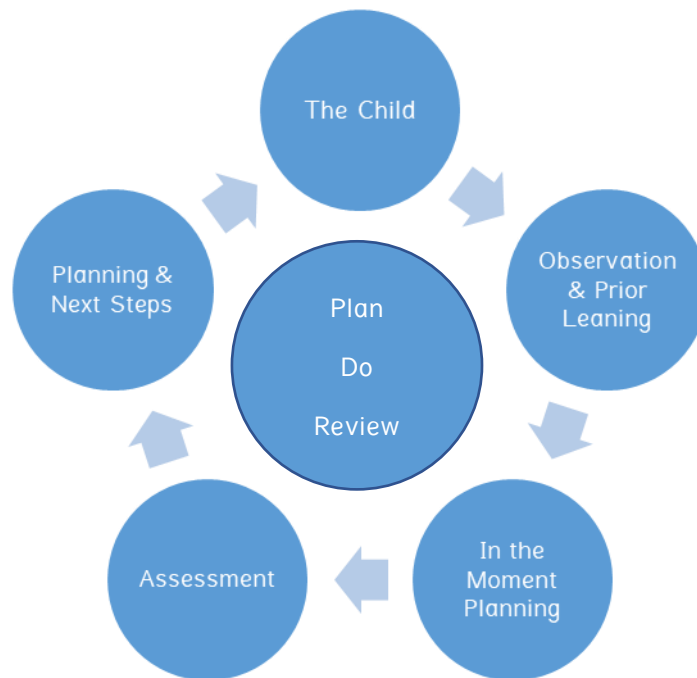 The Child
Observation
& Prior
Leaning
In the
Moment
Planning
Assessment
Planning &
Next Steps
Plan
Do
Review